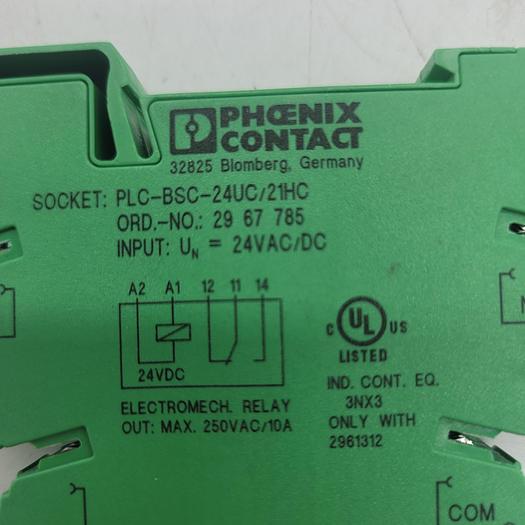 PHŒNIX
CONTACT
32825 Blomberg, Germany
SOCKET: PLC-BSC-24UC/21HC
ORD.-NO.: 29 67 785
INPUT: UN = 24VAC/DC
A2 A1 12 11 14
24VDC
C UL US
LISTED
ELECTROMECH. RELAY
OUT: MAX. 250VAC/10A
IND. CONT. EQ.
3NX3
ONLY WITH
2961312
COM